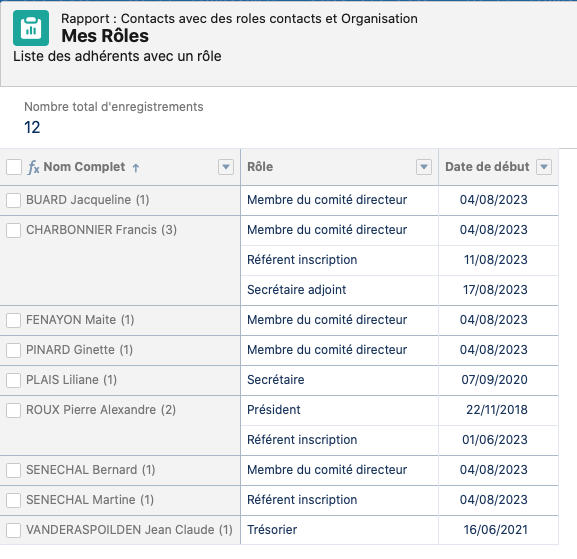 Rapport : Contacts avec des roles contacts et Organisation
Mes Rôles
Liste des adhérents avec un rôle
Nombre total d'enregistrements
12
fx Nom Complet ↑ Rôle Date de début
BUARD Jacqueline (1) Membre du comité directeur 04/08/2023
CHARBONNIER Francis (3) Membre du comité directeur 04/08/2023
Référent inscription 11/08/2023
Secrétaire adjoint 17/08/2023
FENAYON Maite (1) Membre du comité directeur 04/08/2023
PINARD Ginette (1) Membre du comité directeur 04/08/2023
PLAIS Liliane (1) Secrétaire 07/09/2020
ROUX Pierre Alexandre (2) Président 22/11/2018
Référent inscription 01/06/2023
SENECHAL Bernard (1) Membre du comité directeur 04/08/2023
SENECHAL Martine (1) Référent inscription 04/08/2023
VANDERASPOILDEN Jean Claude (1) Trésorier 16/06/2021